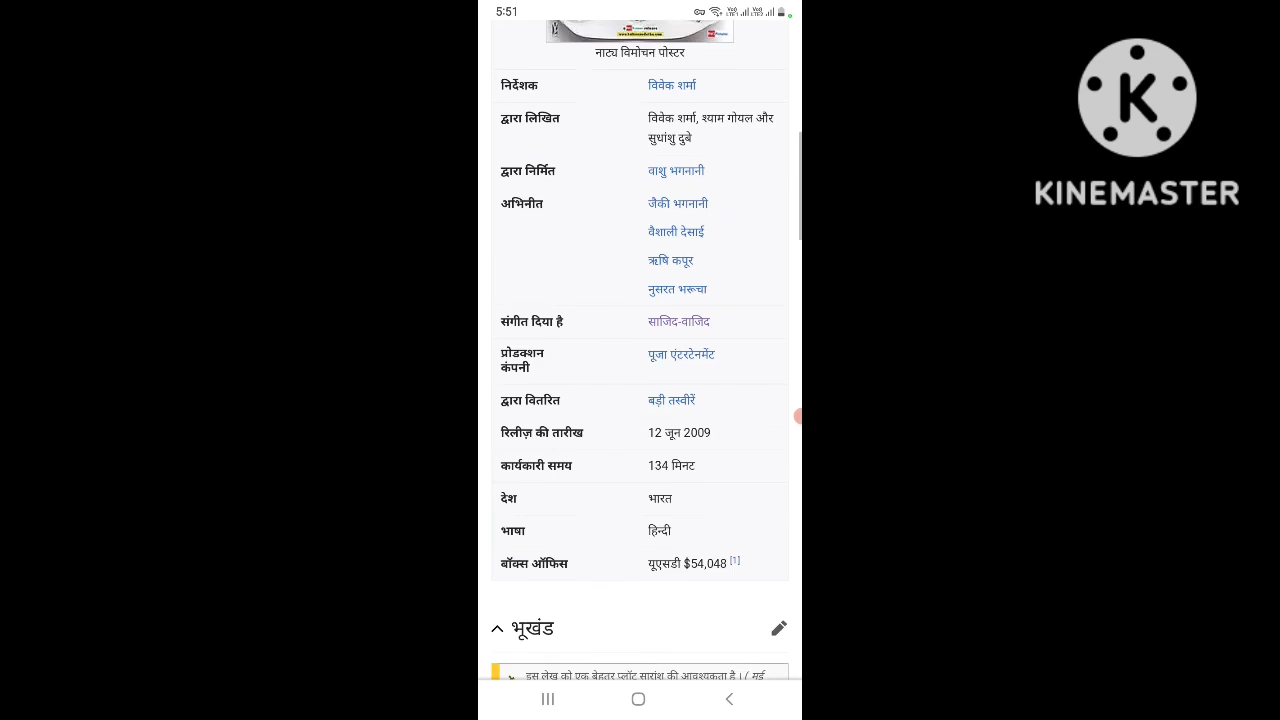 5:51
नाट्य विमोचन पोस्टर
निर्देशक विवेक शर्मा
द्वारा लिखित विवेक शर्मा, श्याम गोयल और
सुधांशु दुबे
द्वारा निर्मित वाशु भगनानी
अभिनीत जैकी भगनानी
वैशाली देसाई
ऋषि कपूर
नुसरत भरूचा
संगीत दिया है साजिद-वाजिद
प्रोडक्शन
कंपनी
पूजा एंटरटेनमेंट
द्वारा वितरित बड़ी तस्वीरें
रिलीज़ की तारीख 12 जून 2009
कार्यकारी समय 134 मिनट
देश भारत
भाषा हिन्दी
बॉक्स ऑफिस यूएसडी $54,048 [1]
भूखंड
इस लेख को एक बेहतर प्लॉट सारांश की आवश्यकता है। ( मई
K
KINEMASTER